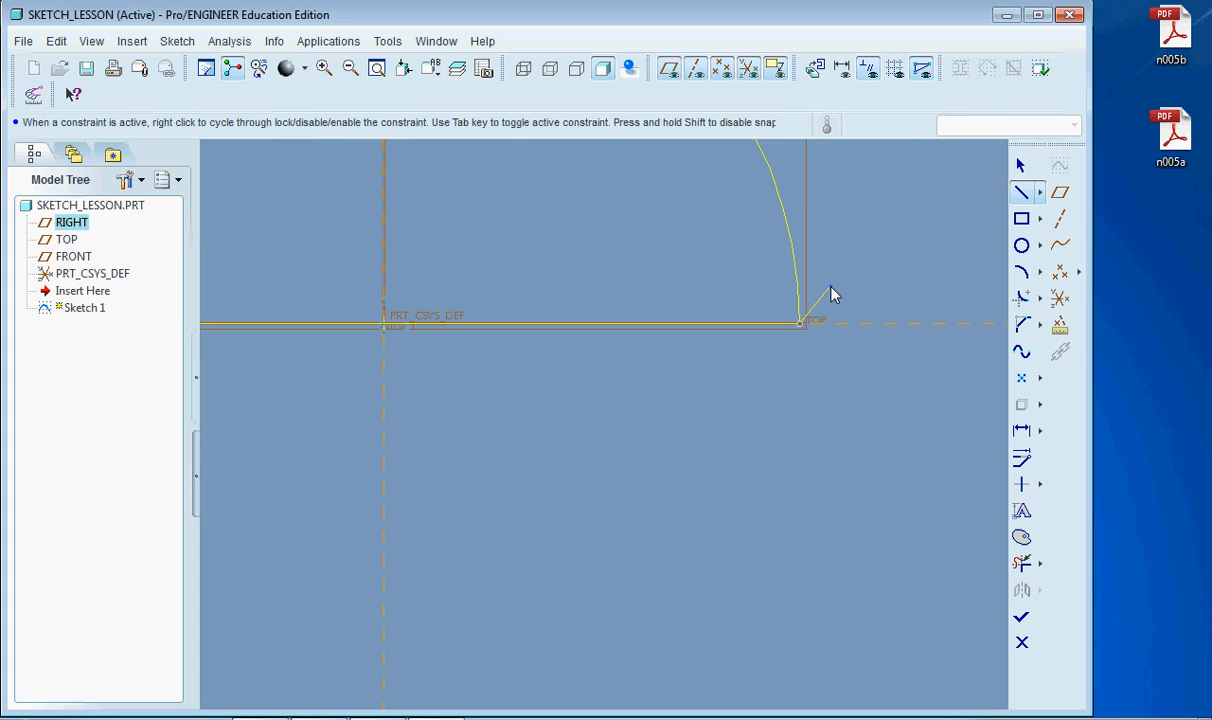 SKETCH_LESSON (Active) - Pro/ENGINEER Education Edition
File Edit View Insert Sketch Analysis Info Applications Tools Window Help
When a constraint is active, right click to cycle through lock/disable/enable the constraint. Use Tab key to toggle active constraint. Press and hold Shift to disable snap
Model Tree
SKETCH_LESSON.PRT
RIGHT
TOP
FRONT
PRT_CSYS_DEF
Insert Here
Sketch 1
PRT_CSYS_DEF
TOP
PDF
n005b
PDF
n005a